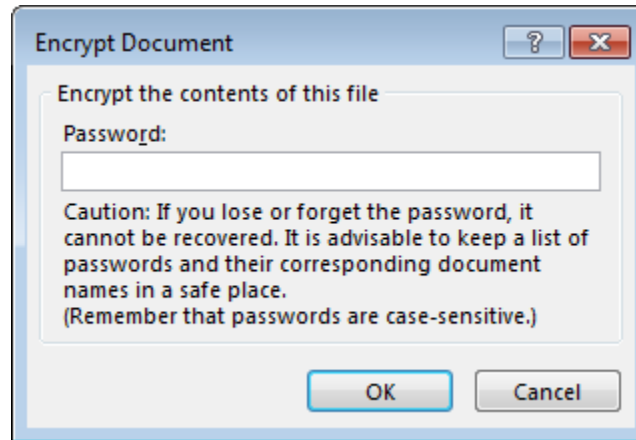 Encrypt Document
?
Encrypt the contents of this file
Password:
Caution: If you lose or forget the password, it
cannot be recovered. It is advisable to keep a list of
passwords and their corresponding document
names in a safe place.
(Remember that passwords are case-sensitive.)
OK
Cancel